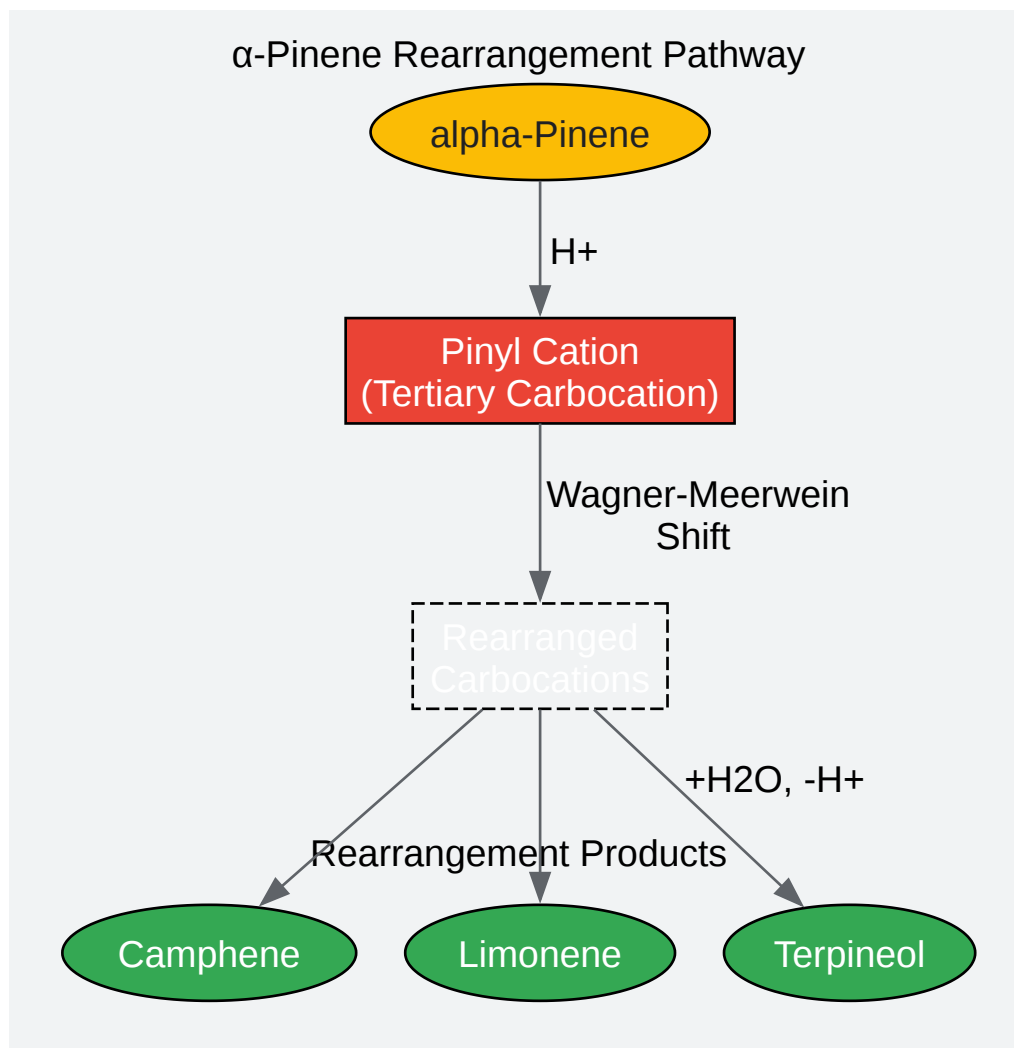 α-Pinene Rearrangement Pathway
alpha-Pinene
H+
Pinyl Cation
(Tertiary Carbocation)
Wagner-Meerwein
Shift
Rearranged
Carbocations
+H2O, -H+
Rearrangement Products
Camphene
Limonene
Terpineol